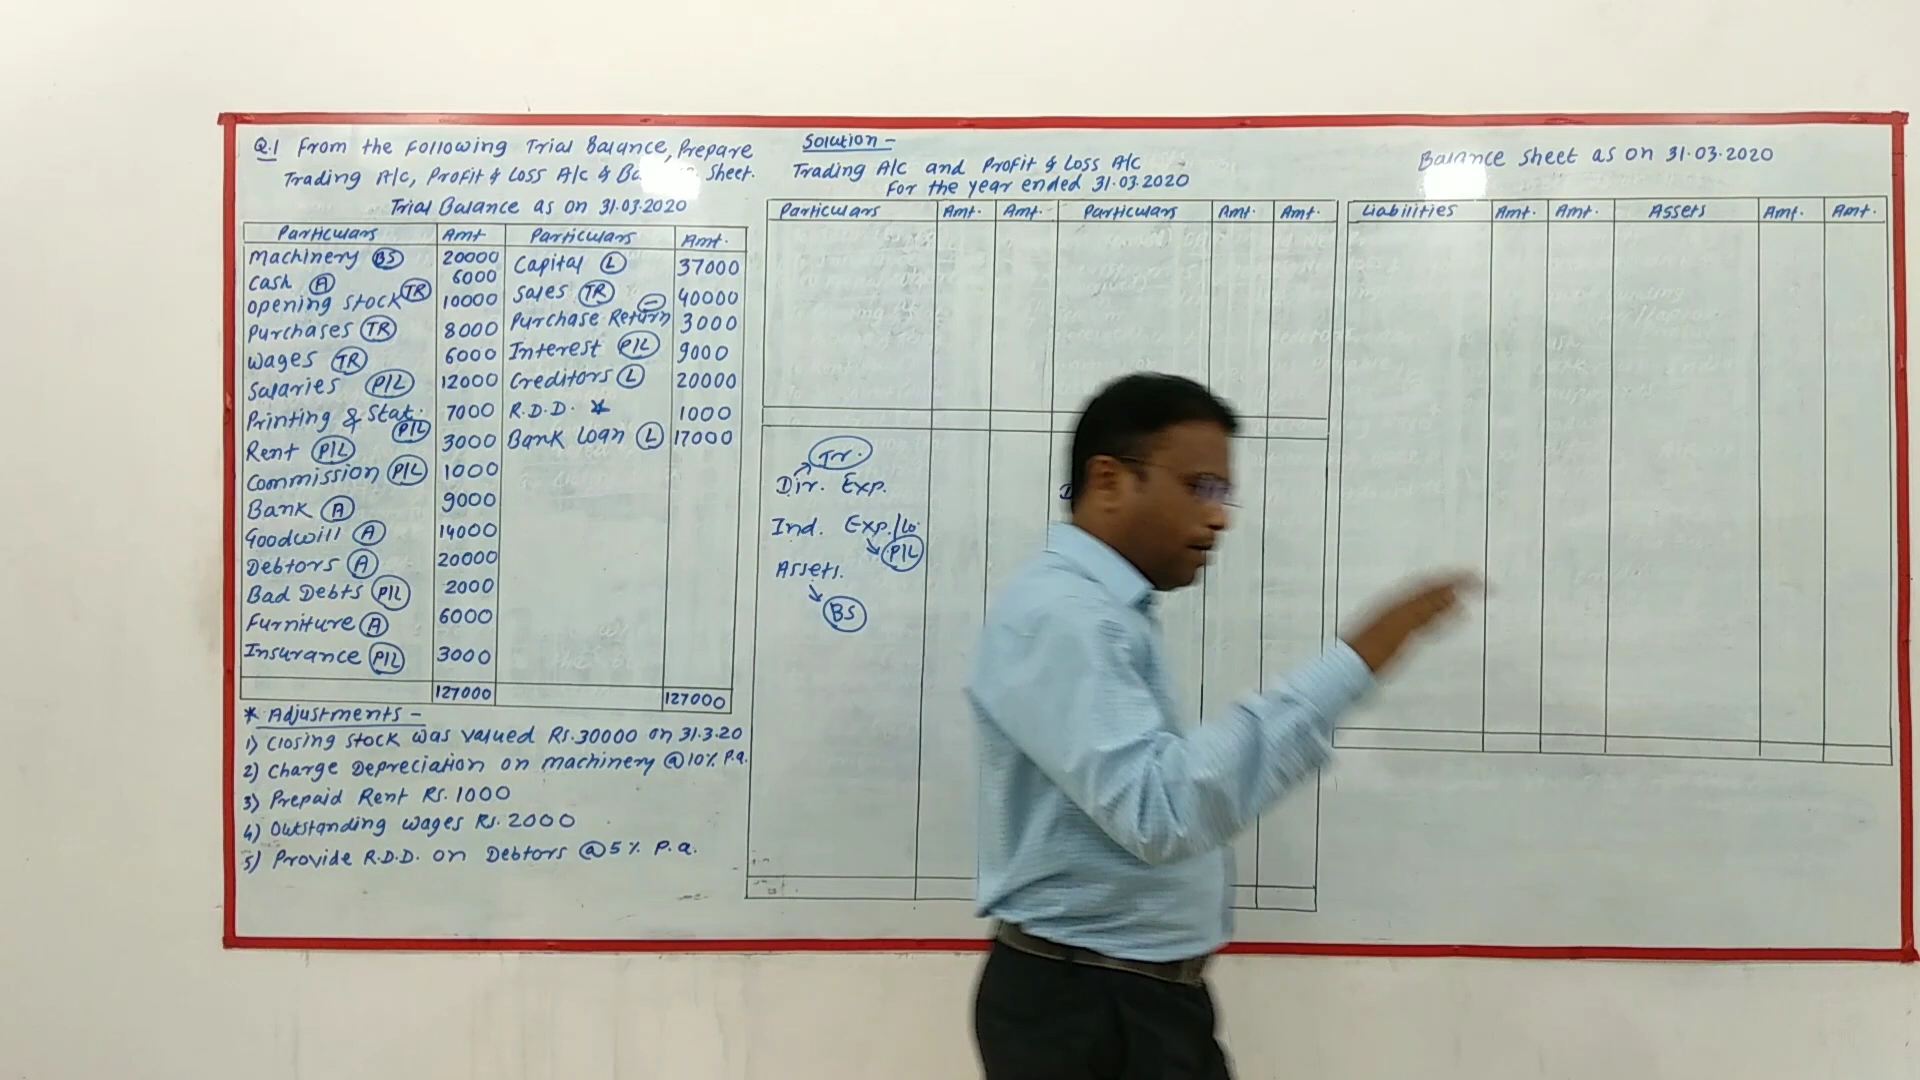 Q.1 From the Following Trial Balance, Prepare
Trading A/c, Profit & Loss A/c & Sheet.
Trial Balance as on 31.03.2020
Particulars Amt Particulars Amt.
Machinery BS 20000 Capital L 37000
Cash A 6000 Sales TR 40000
Opening Stock TR 10000 Purchase Return - 3000
Purchases TR 8000 Interest P/L 9000
Wages TR 6000 Creditors L 20000
Salaries P/L 12000 R.D.D. * 1000
Printing & Stat. P/L 7000 Bank Loan L 17000
Rent P/L 3000
Commission P/L 1000
Bank A 9000
Goodwill A 14000
Debtors A 20000
Bad Debts P/L 2000
Furniture A 6000
Insurance P/L 3000
127000 127000
* Adjustments -
1) Closing Stock was valued Rs. 30000 on 31.3.20
2) Charge Depreciation on machinery @ 10% P.a.
3) Prepaid Rent Rs. 1000
4) Outstanding wages Rs. 2000
5) Provide R.D.D. on Debtors @ 5% P.a.
Solution -
Trading A/c and Profit & Loss A/c
For the year ended 31.03.2020
Particulars Amt. Amt. Particulars Amt. Amt.
Tr.
Dir. Exp.
Ind. Exp./Lo.
P/L
Assets.
BS
Balance Sheet as on 31.03.2020
Liabilities Amt. Amt. Assets Amt. Amt.